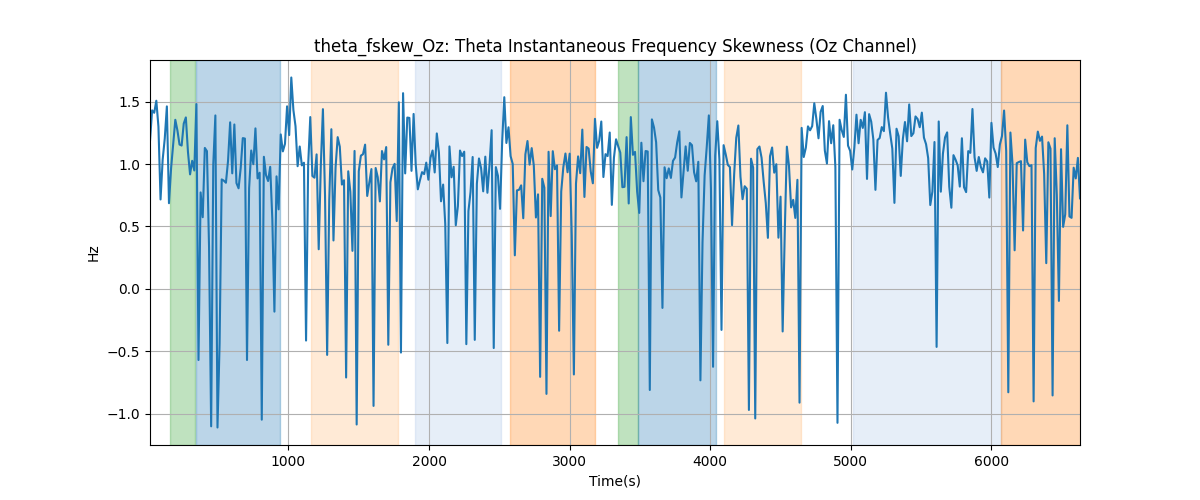 theta_fskew_Oz: Theta Instantaneous Frequency Skewness (Oz Channel)
Hz
1.5
1.0
0.5
0.0
−0.5
−1.0
1000 2000 3000 4000 5000 6000
Time(s)